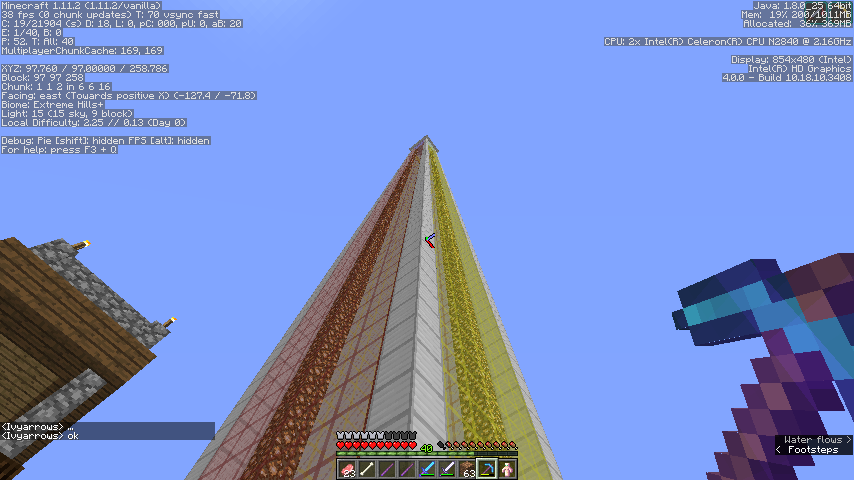 Minecraft 1.11.2 (1.11.2/vanilla)
38 fps (0 chunk updates) T: 70 vsync fast
C: 19/21904 (s) D: 18, L: 0, pC: 000, pU: 0, aB: 20
E: 1/40, B: 0
P: 52. T: All: 40
MultiplayerChunkCache: 169, 169
XYZ: 97.760 / 97.00000 / 258.786
Block: 97 97 258
Chunk: 1 1 2 in 6 6 16
Facing: east (Towards positive X) (-127.4 / -71.8)
Biome: Extreme Hills+
Light: 15 (15 sky, 9 block)
Local Difficulty: 2.25 // 0.13 (Day 0)
Debug: Pie [shift]: hidden FPS [alt]: hidden
For help: press F3 + Q
Java: 1.8.0_25 64bit
Mem: 19% 200/1011MB
Allocated: 36% 369MB
CPU: 2x Intel(R) Celeron(R) CPU N2840 @ 2.16GHz
Display: 854x480 (Intel)
Intel(R) HD Graphics
4.0.0 - Build 10.18.10.3408
<Ivyarrows> ...
<Ivyarrows> ok
Water flows >
< Footsteps
40
23
63